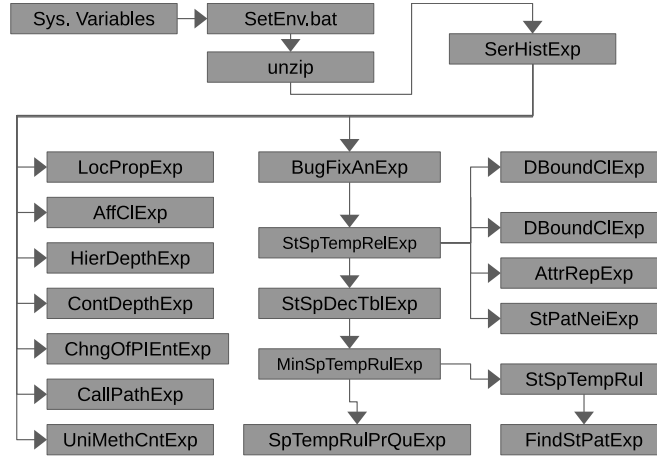 Sys. Variables
SetEnv.bat
unzip
SerHistExp
LocPropExp
AffClExp
HierDepthExp
ContDepthExp
ChngOfPIEntExp
CallPathExp
UniMethCntExp
BugFixAnExp
StSpTempRelExp
StSpDecTblExp
MinSpTempRulExp
SpTempRulPrQuExp
DBoundClExp
DBoundClExp
AttrRepExp
StPatNeiExp
StSpTempRul
FindStPatExp